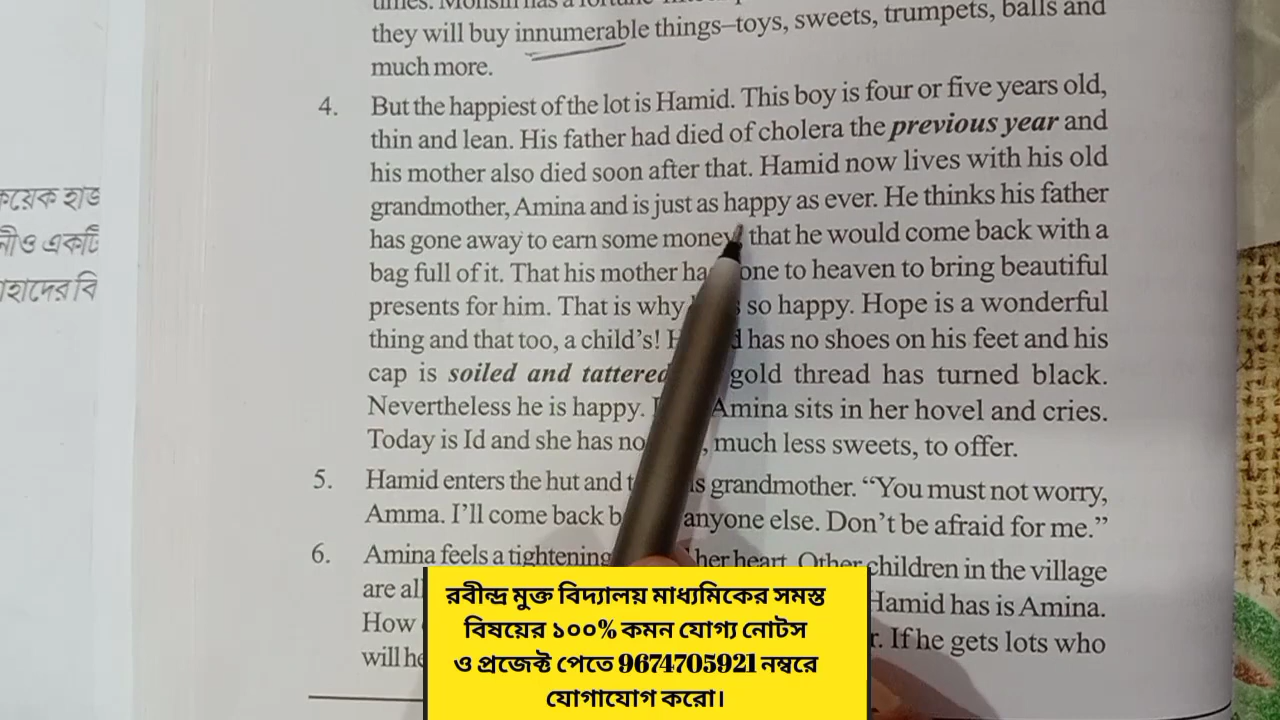 they will buy innumerable things–toys, sweets, trumpets, balls and
much more.
4. But the happiest of the lot is Hamid. This boy is four or five years old,
thin and lean. His father had died of cholera the previous year and
his mother also died soon after that. Hamid now lives with his old
grandmother, Amina and is just as happy as ever. He thinks his father
has gone away to earn some money, that he would come back with a
bag full of it. That his mother to heaven to bring beautiful
presents for him. That is why so happy. Hope is a wonderful
thing and that too, a child's! has no shoes on his feet and his
cap is soiled and tattered gold thread has turned black.
Nevertheless he is happy. Amina sits in her hovel and cries.
Today is Id and she has no , much less sweets, to offer.
5. Hamid enters the hut and grandmother. “You must not worry,
Amma. I'll come back anyone else. Don't be afraid for me.”
6. Amina feels a tightening her heart. Other children in the village
are Hamid has is Amina.
How If he gets lots who
will
কয়েক
ও একটি
রবীন্দ্র মুক্ত বিদ্যালয় মাধ্যমিকের সমস্ত
বিষয়ের ১০০% কমন যোগ্য নোটস
ও প্রজেক্ট পেতে 9674705921 নম্বরে
যোগাযোগ করো।